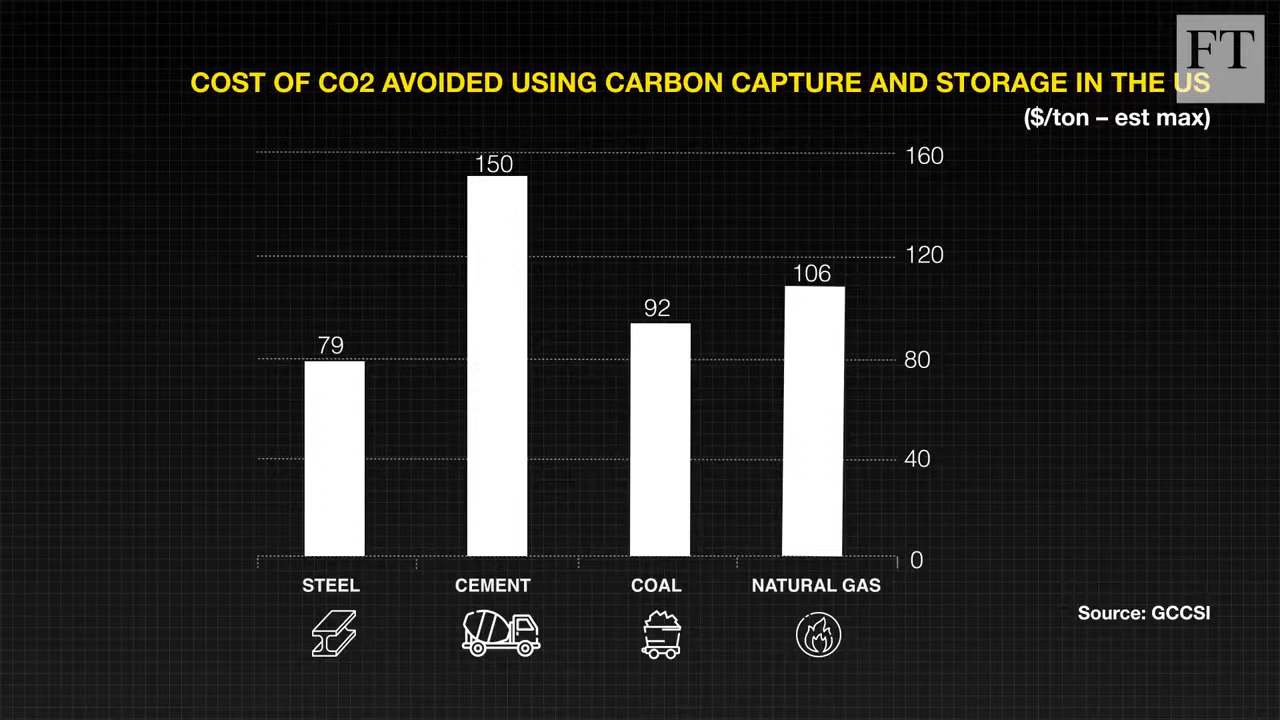 FT
COST OF CO2 AVOIDED USING CARBON CAPTURE AND STORAGE IN THE US
($/ton – est max)
160
150
120
106
92
79
80
40
0
STEEL CEMENT COAL NATURAL GAS
Source: GCCSI